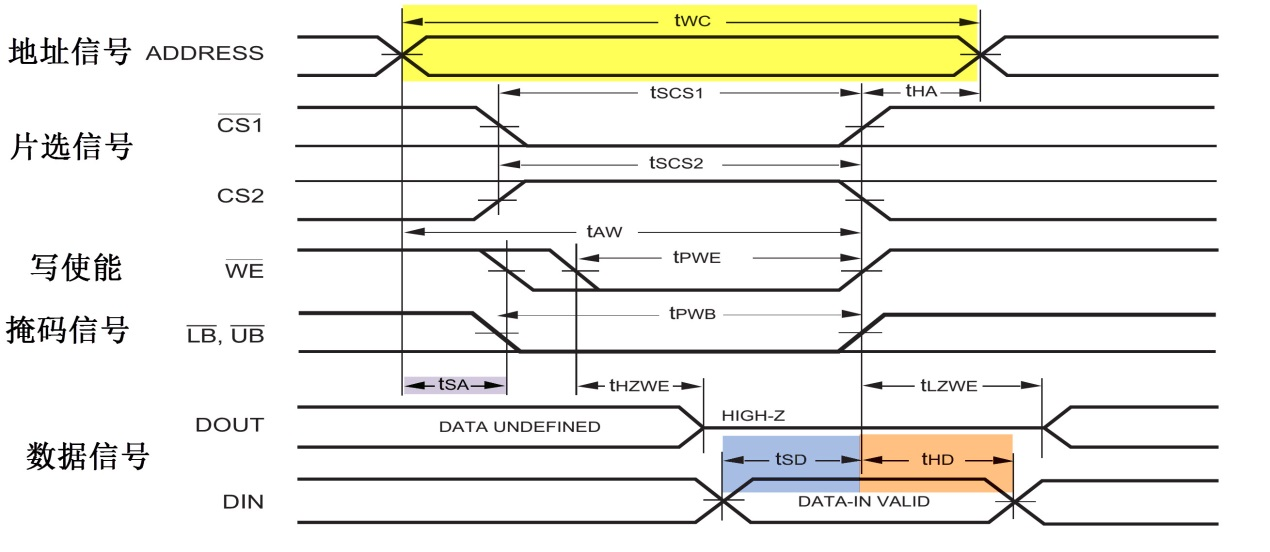 tWC
地址信号 ADDRESS
tSCS1
tHA
片选信号
CS1
tSCS2
CS2
tAW
写使能
WE
tPWE
掩码信号
LB, UB
tPWB
tSA
tHZWE
tLZWE
数据信号
DOUT
DATA UNDEFINED
HIGH-Z
tSD
tHD
DIN
DATA-IN VALID